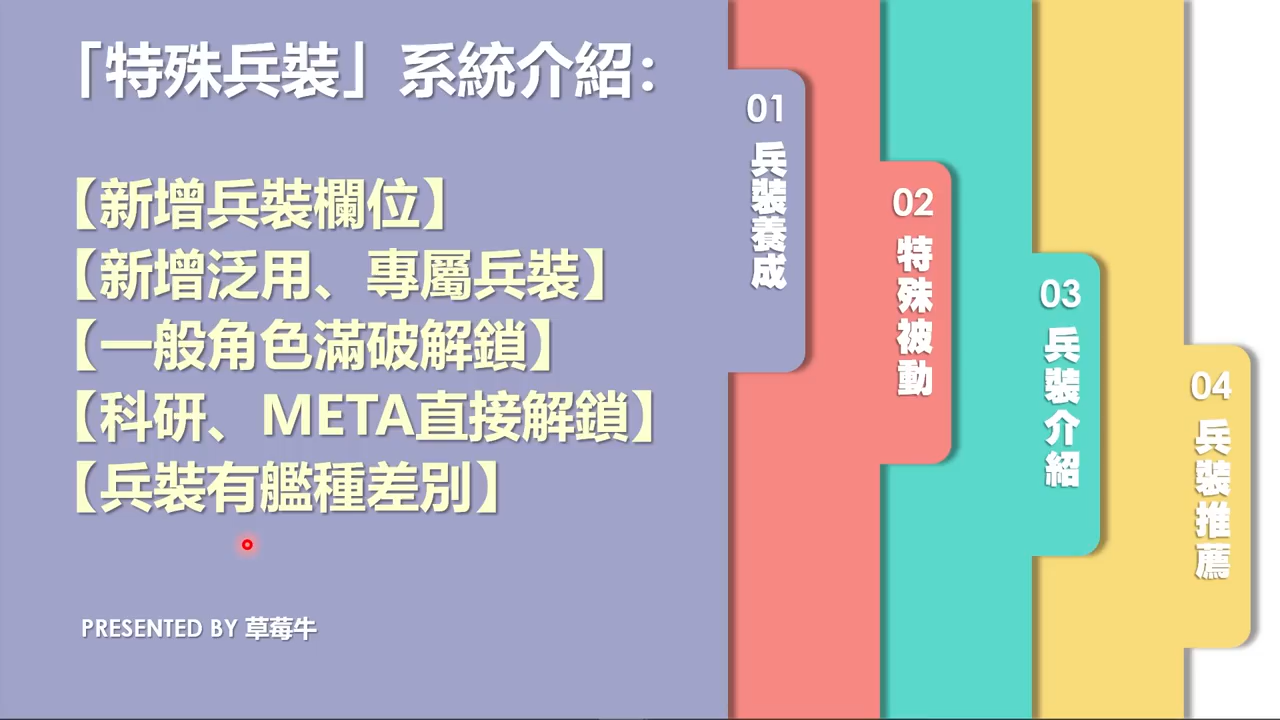 「特殊兵裝」系統介紹：
【新增兵裝欄位】
【新增泛用、專屬兵裝】
【一般角色滿破解鎖】
【科研、META直接解鎖】
【兵裝有艦種差別】
PRESENTED BY 草莓牛
01
兵裝養成
02
特殊被動
03
兵裝介紹
04
兵裝推薦